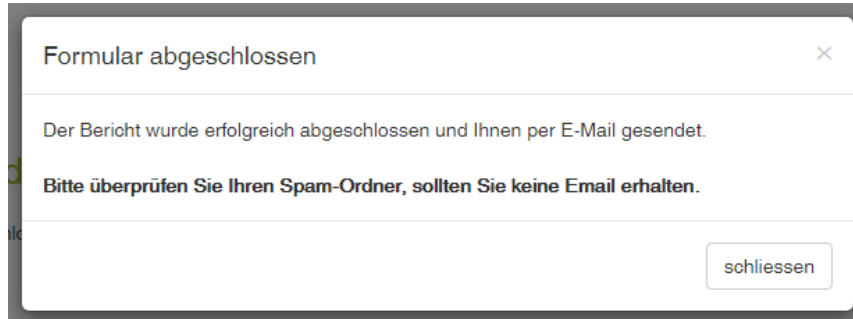 Formular abgeschlossen
×
Der Bericht wurde erfolgreich abgeschlossen und Ihnen per E-Mail gesendet.
Bitte überprüfen Sie Ihren Spam-Ordner, sollten Sie keine Email erhalten.
schliessen